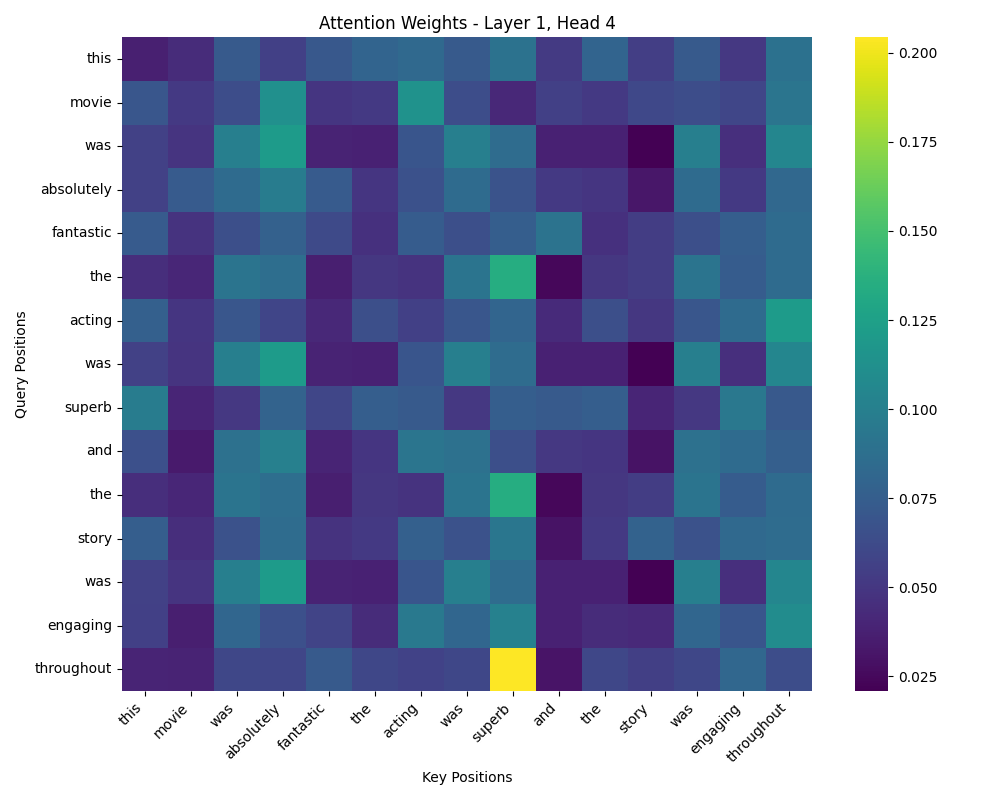 Attention Weights - Layer 1, Head 4
Query Positions
this
movie
was
absolutely
fantastic
the
acting
was
superb
and
the
story
was
engaging
throughout
this
movie
was
absolutely
fantastic
the
acting
was
superb
and
the
story
was
engaging
throughout
Key Positions
0.200
0.175
0.150
0.125
0.100
0.075
0.050
0.025